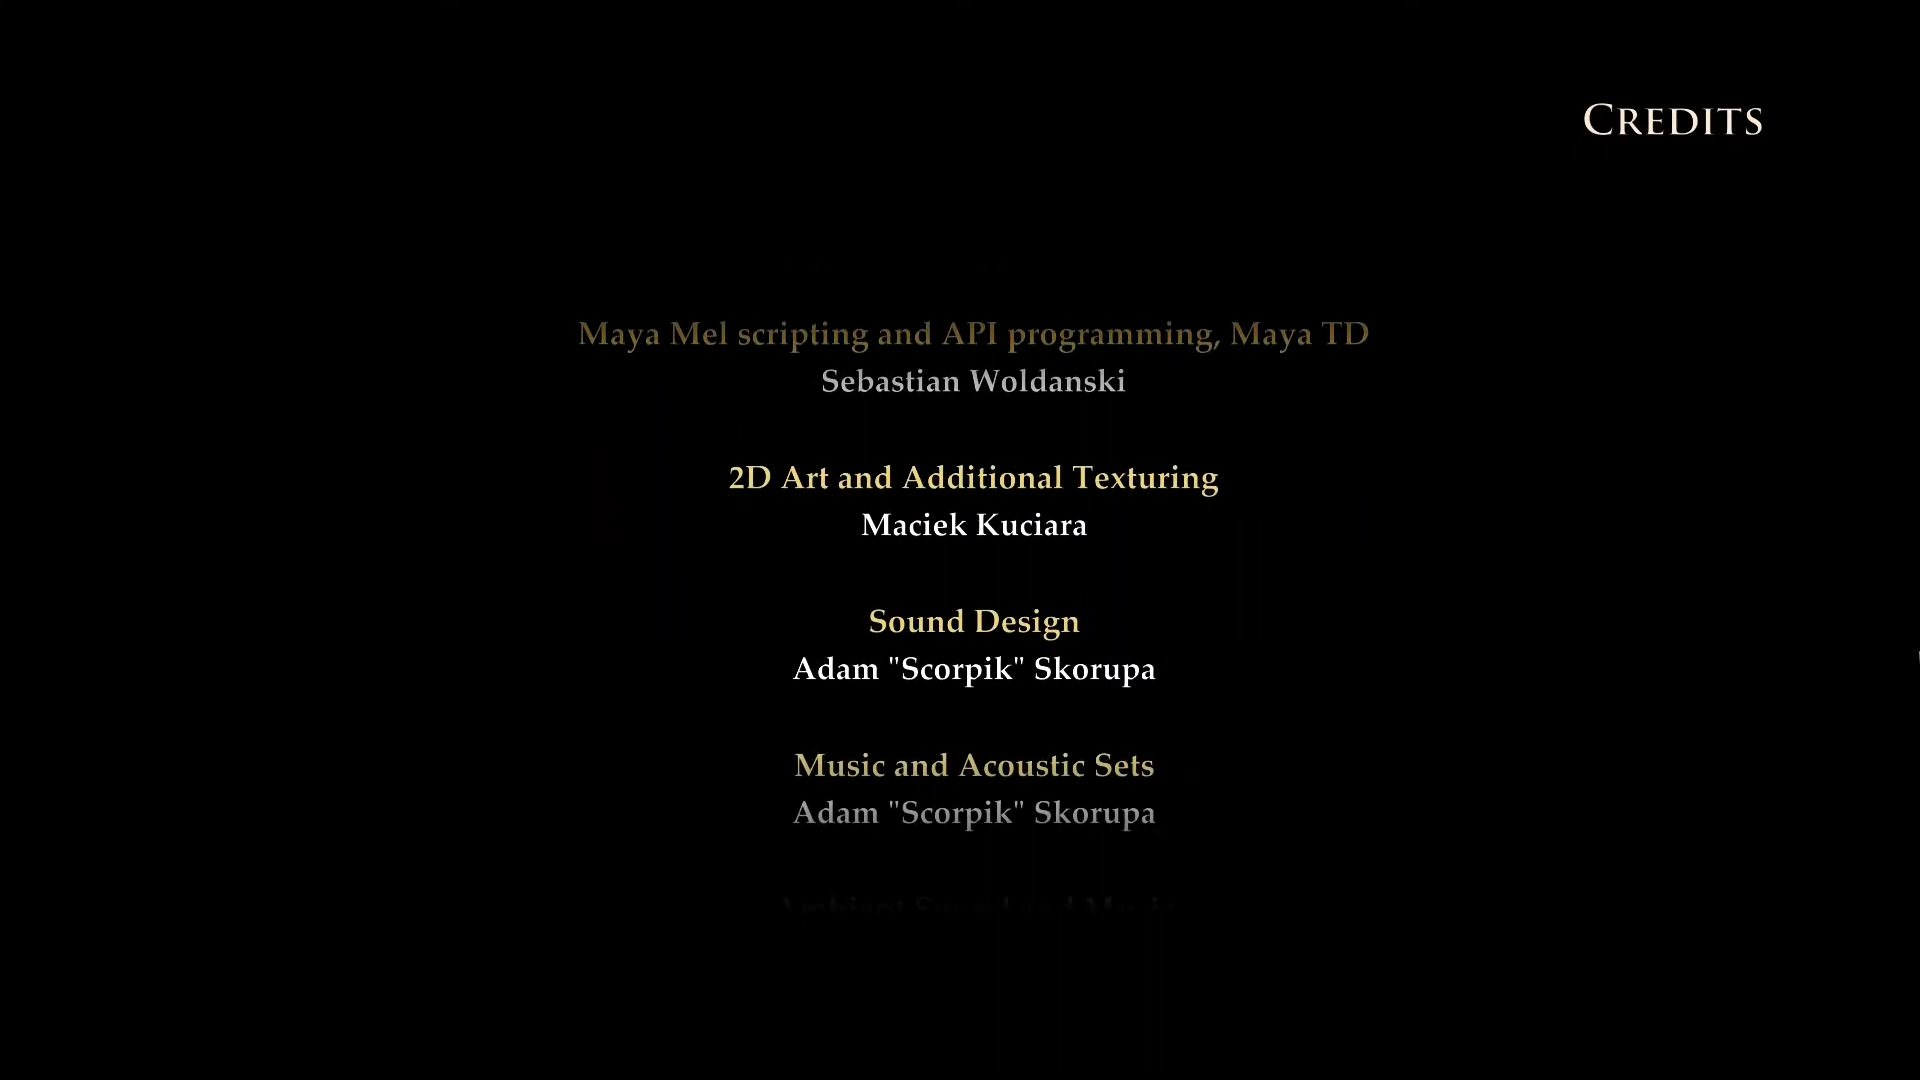 Credits
Maya Mel scripting and API programming, Maya TD
Sebastian Woldanski
2D Art and Additional Texturing
Maciek Kuciara
Sound Design
Adam "Scorpik" Skorupa
Music and Acoustic Sets
Adam "Scorpik" Skorupa